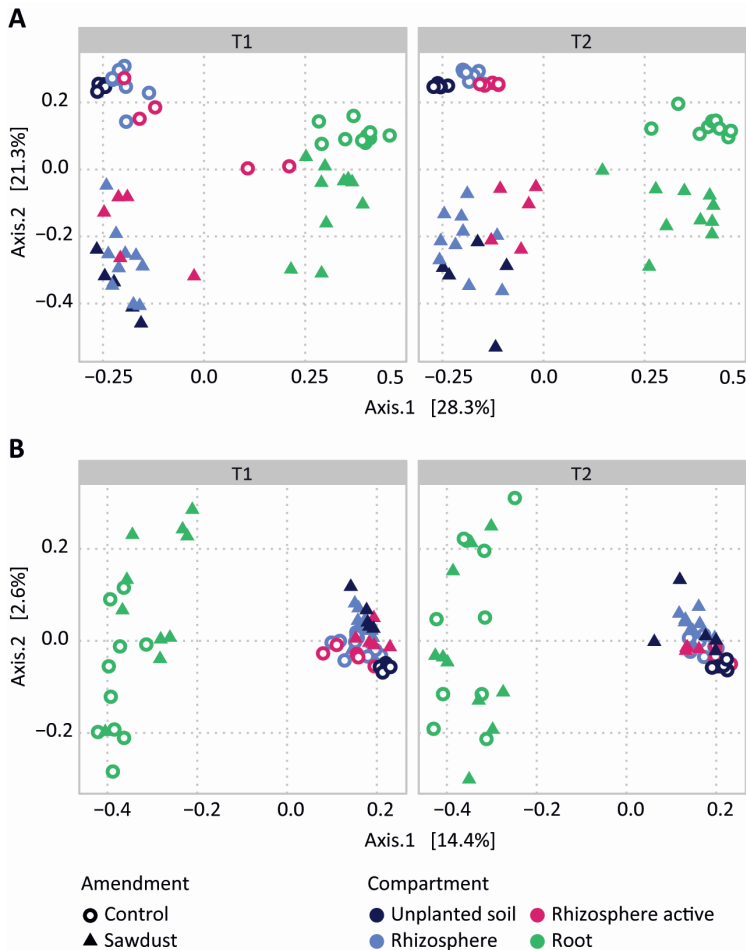 A
T1
T2
0.2
0.0
−0.2
−0.4
Axis.2 [21.3%]
−0.25
0.0
0.25
0.5
−0.25
0.0
0.25
0.5
Axis.1 [28.3%]
B
T1
T2
0.2
0.0
−0.2
Axis.2 [2.6%]
−0.4
−0.2
0.0
0.2
−0.4
−0.2
0.0
0.2
Axis.1 [14.4%]
Amendment
Control
Sawdust
Compartment
Unplanted soil
Rhizosphere active
Rhizosphere
Root